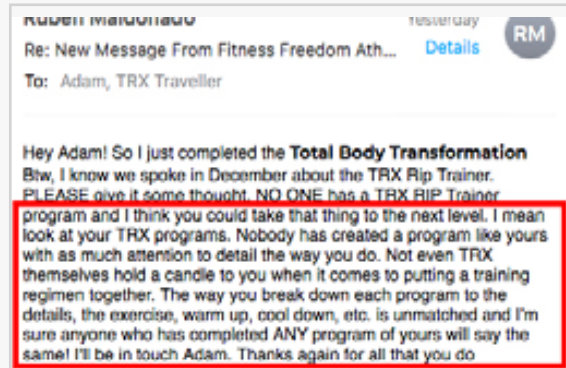 Ruben Maldonado Yesterday
RM
Re: New Message From Fitness Freedom Ath... Details
To: Adam, TRX Traveller
Hey Adam! So I just completed the Total Body Transformation
Btw, I know we spoke in December about the TRX Rip Trainer.
PLEASE give it some thought. NO ONE has a TRX RIP Trainer
program and I think you could take that thing to the next level. I mean
look at your TRX programs. Nobody has created a program like yours
with as much attention to detail the way you do. Not even TRX
themselves hold a candle to you when it comes to putting a training
regimen together. The way you break down each program to the
details, the exercise, warm up, cool down, etc. is unmatched and I'm
sure anyone who has completed ANY program of yours will say the
same! I'll be in touch Adam. Thanks again for all that you do